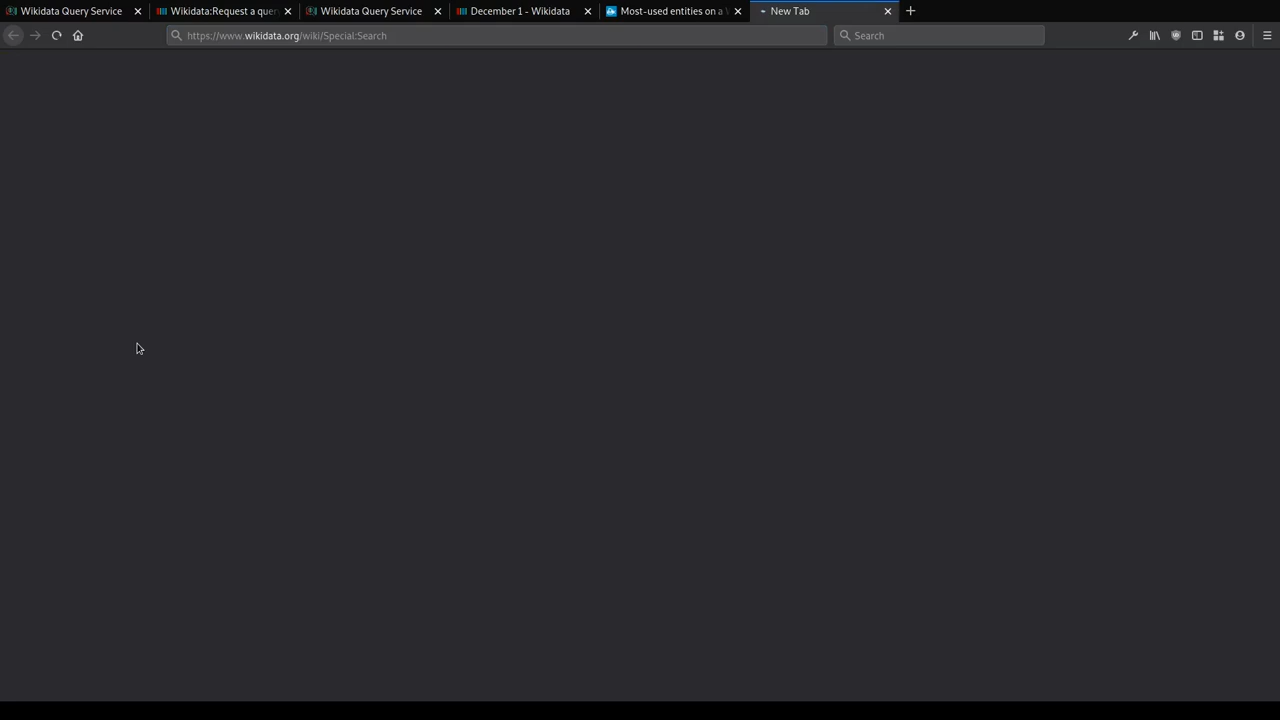 Wikidata Query Service
Wikidata:Request a quer
Wikidata Query Service
December 1 - Wikidata
Most-used entities on a
New Tab
https://www.wikidata.org/wiki/Special:Search
Search